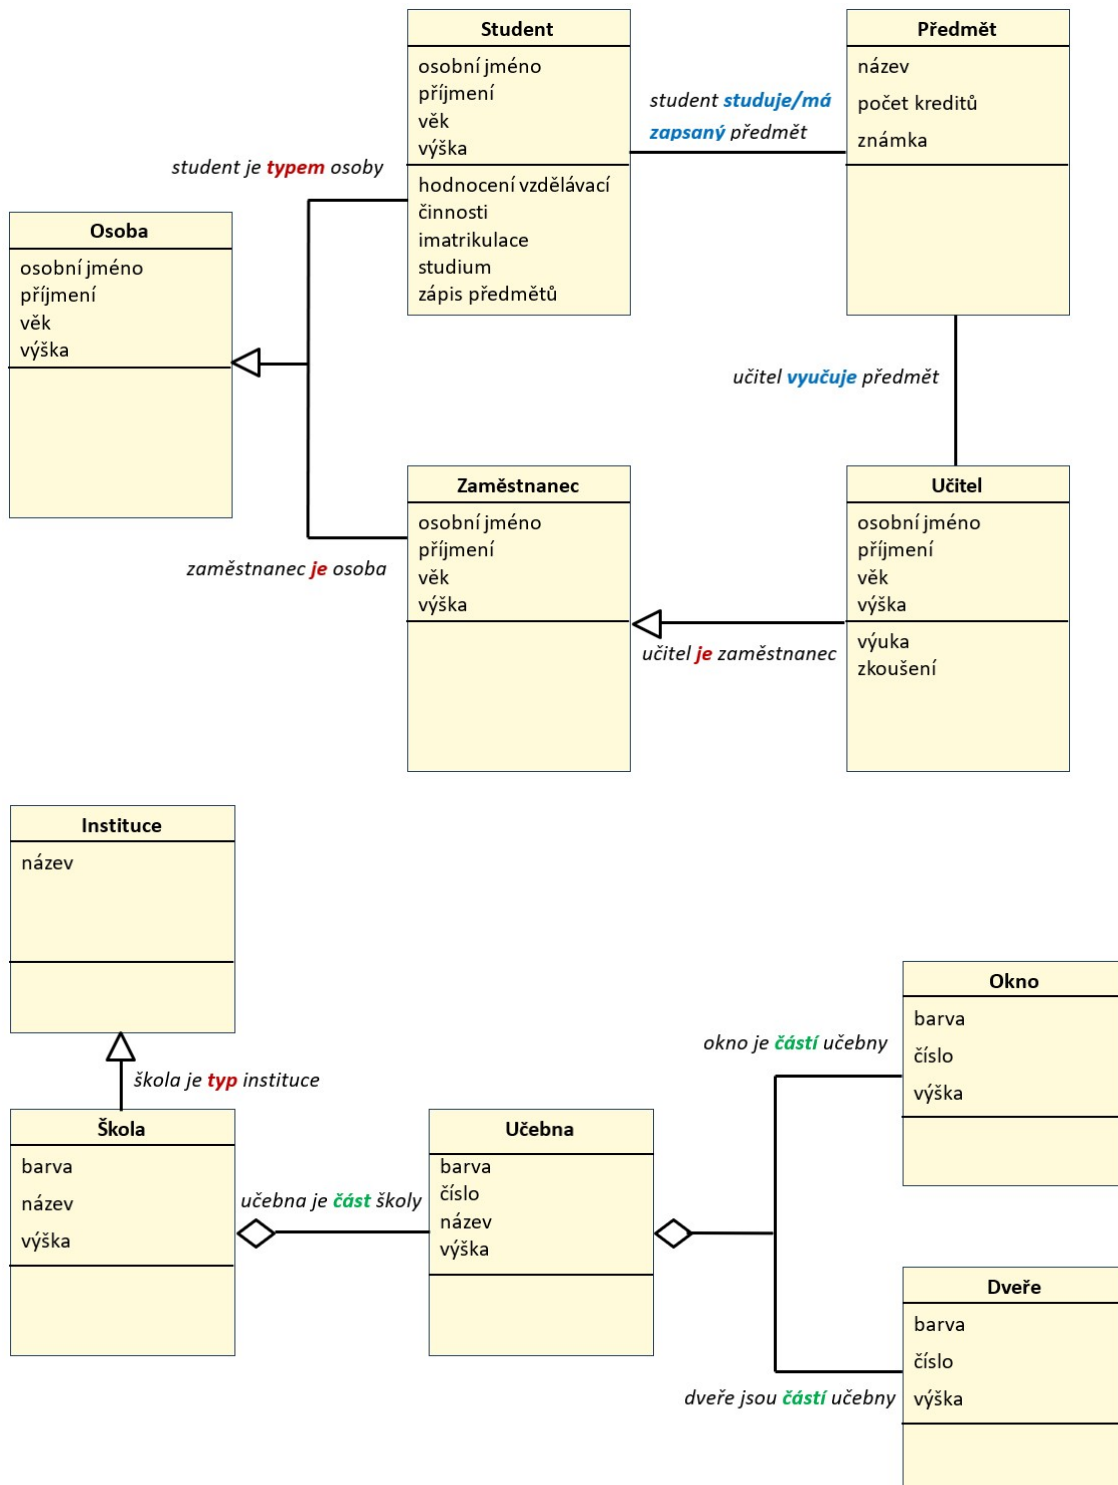 Student
osobní jméno
příjmení
věk
výška
hodnocení vzdělávací
činnosti
imatrikulace
studium
zápis předmětů
student studuje/má
zapsaný předmět
Předmět
název
počet kreditů
známka
student je typem osoby
Osoba
osobní jméno
příjmení
věk
výška
učitel vyučuje předmět
zaměstnanec je osoba
Zaměstnanec
osobní jméno
příjmení
věk
výška
učitel je zaměstnanec
Učitel
osobní jméno
příjmení
věk
výška
výuka
zkoušení
Instituce
název
škola je typ instituce
Škola
barva
název
výška
učebna je část školy
Učebna
barva
číslo
název
výška
okno je částí učebny
Okno
barva
číslo
výška
dveře jsou částí učebny
Dveře
barva
číslo
výška